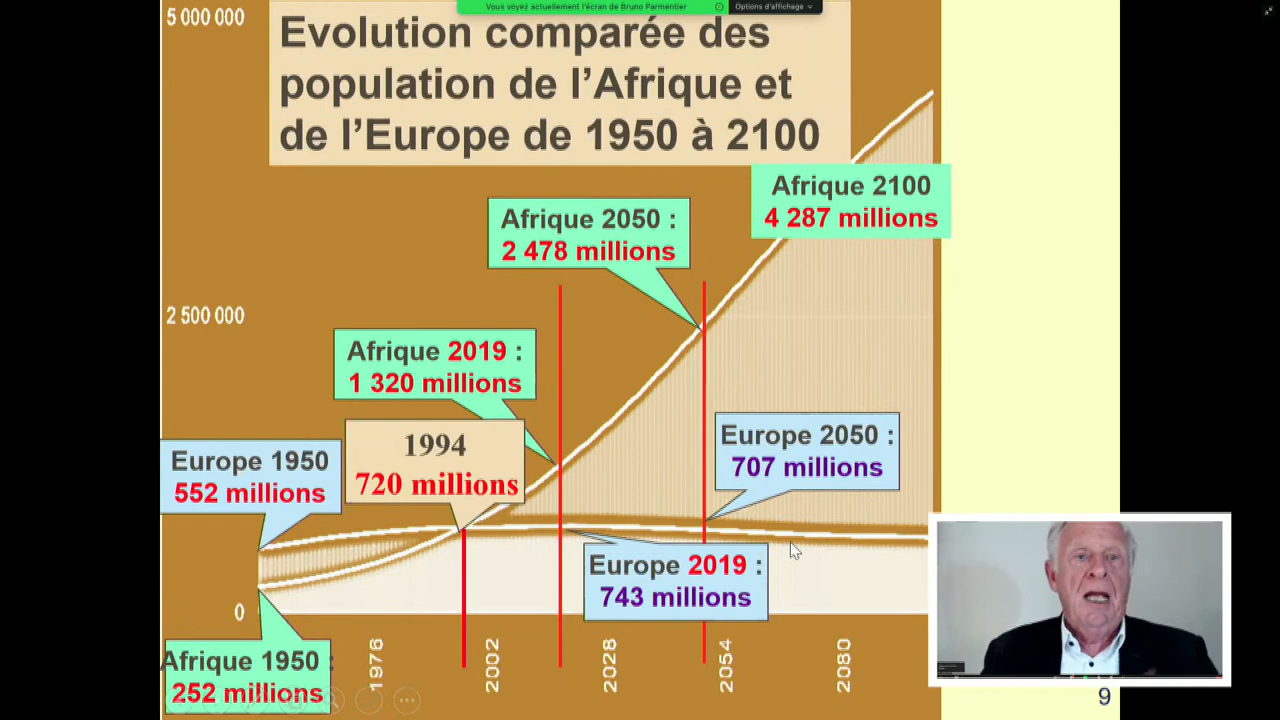 Vous voyez actuellement l'écran de Bruno Parmentier
Options d'affichage
5 000 000
Evolution comparée des
population de l'Afrique et
de l'Europe de 1950 à 2100
Afrique 2100
4 287 millions
Afrique 2050 :
2 478 millions
2 500 000
Afrique 2019 :
1 320 millions
Europe 2050 :
707 millions
1994
720 millions
Europe 1950
552 millions
Europe 2019 :
743 millions
0
Afrique 1950 :
252 millions
1976
2002
2028
2054
2080
9